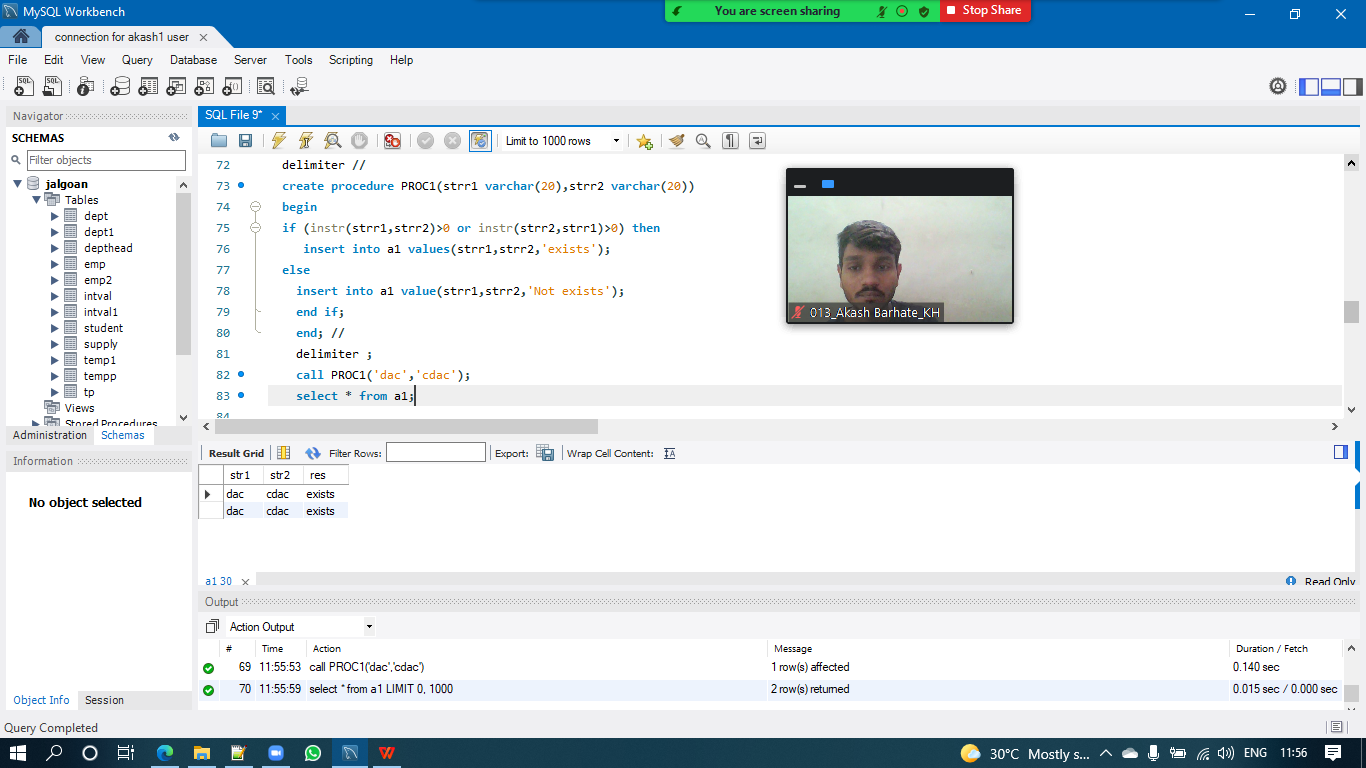 MySQL Workbench
You are screen sharing
Stop Share
connection for akash1 user
File Edit View Query Database Server Tools Scripting Help
Navigator
SCHEMAS
Filter objects
jalgoan
Tables
dept
dept1
depthead
emp
emp2
intval
intval1
student
supply
temp1
tempp
tp
Views
Stored Procedures
Administration Schemas
Information
No object selected
Object Info Session
SQL File 9*
Limit to 1000 rows
72 delimiter //
73 create procedure PROC1(strr1 varchar(20),strr2 varchar(20))
74 begin
75 if (instr(strr1,strr2)>0 or instr(strr2,strr1)>0) then
76 insert into a1 values(strr1,strr2,'exists');
77 else
78 insert into a1 value(strr1,strr2,'Not exists');
79 end if;
80 end; //
81 delimiter ;
82 call PROC1('dac','cdac');
83 select * from a1;
84
013_Akash Barhate_KH
Result Grid Filter Rows: Export: Wrap Cell Content:
str1 str2 res
dac cdac exists
dac cdac exists
a1 30 Read Only
Output
Action Output
# Time Action Message Duration / Fetch
69 11:55:53 call PROC1('dac','cdac') 1 row(s) affected 0.140 sec
70 11:55:59 select * from a1 LIMIT 0, 1000 2 row(s) returned 0.015 sec / 0.000 sec
Query Completed
30°C Mostly s... ENG 11:56